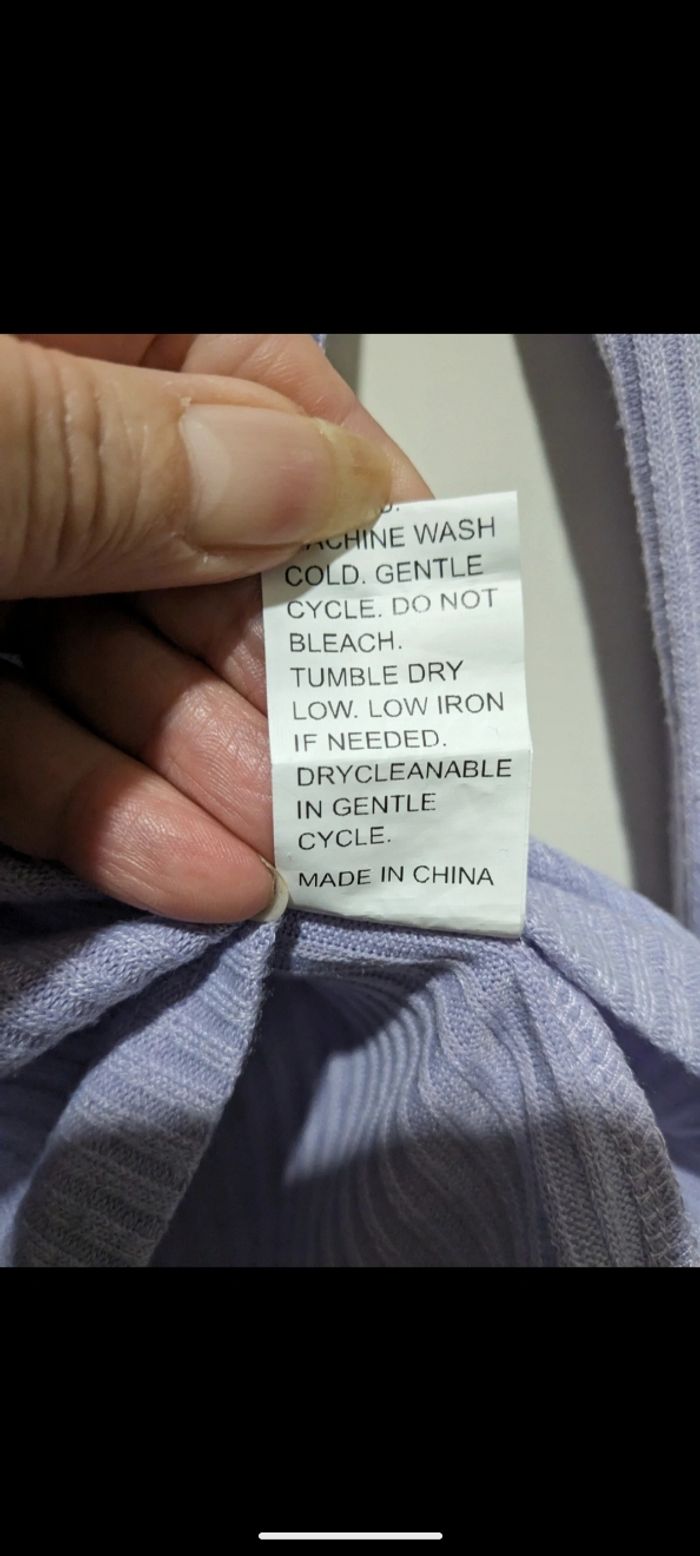 WASH
COLD. GENTLE
CYCLE. DO NOT
BLEACH.
TUMBLE DRY
LOW. LOW IRON
IF NEEDED.
DRYCLEANABLE
IN GENTLE
CYCLE.
MADE IN CHINA